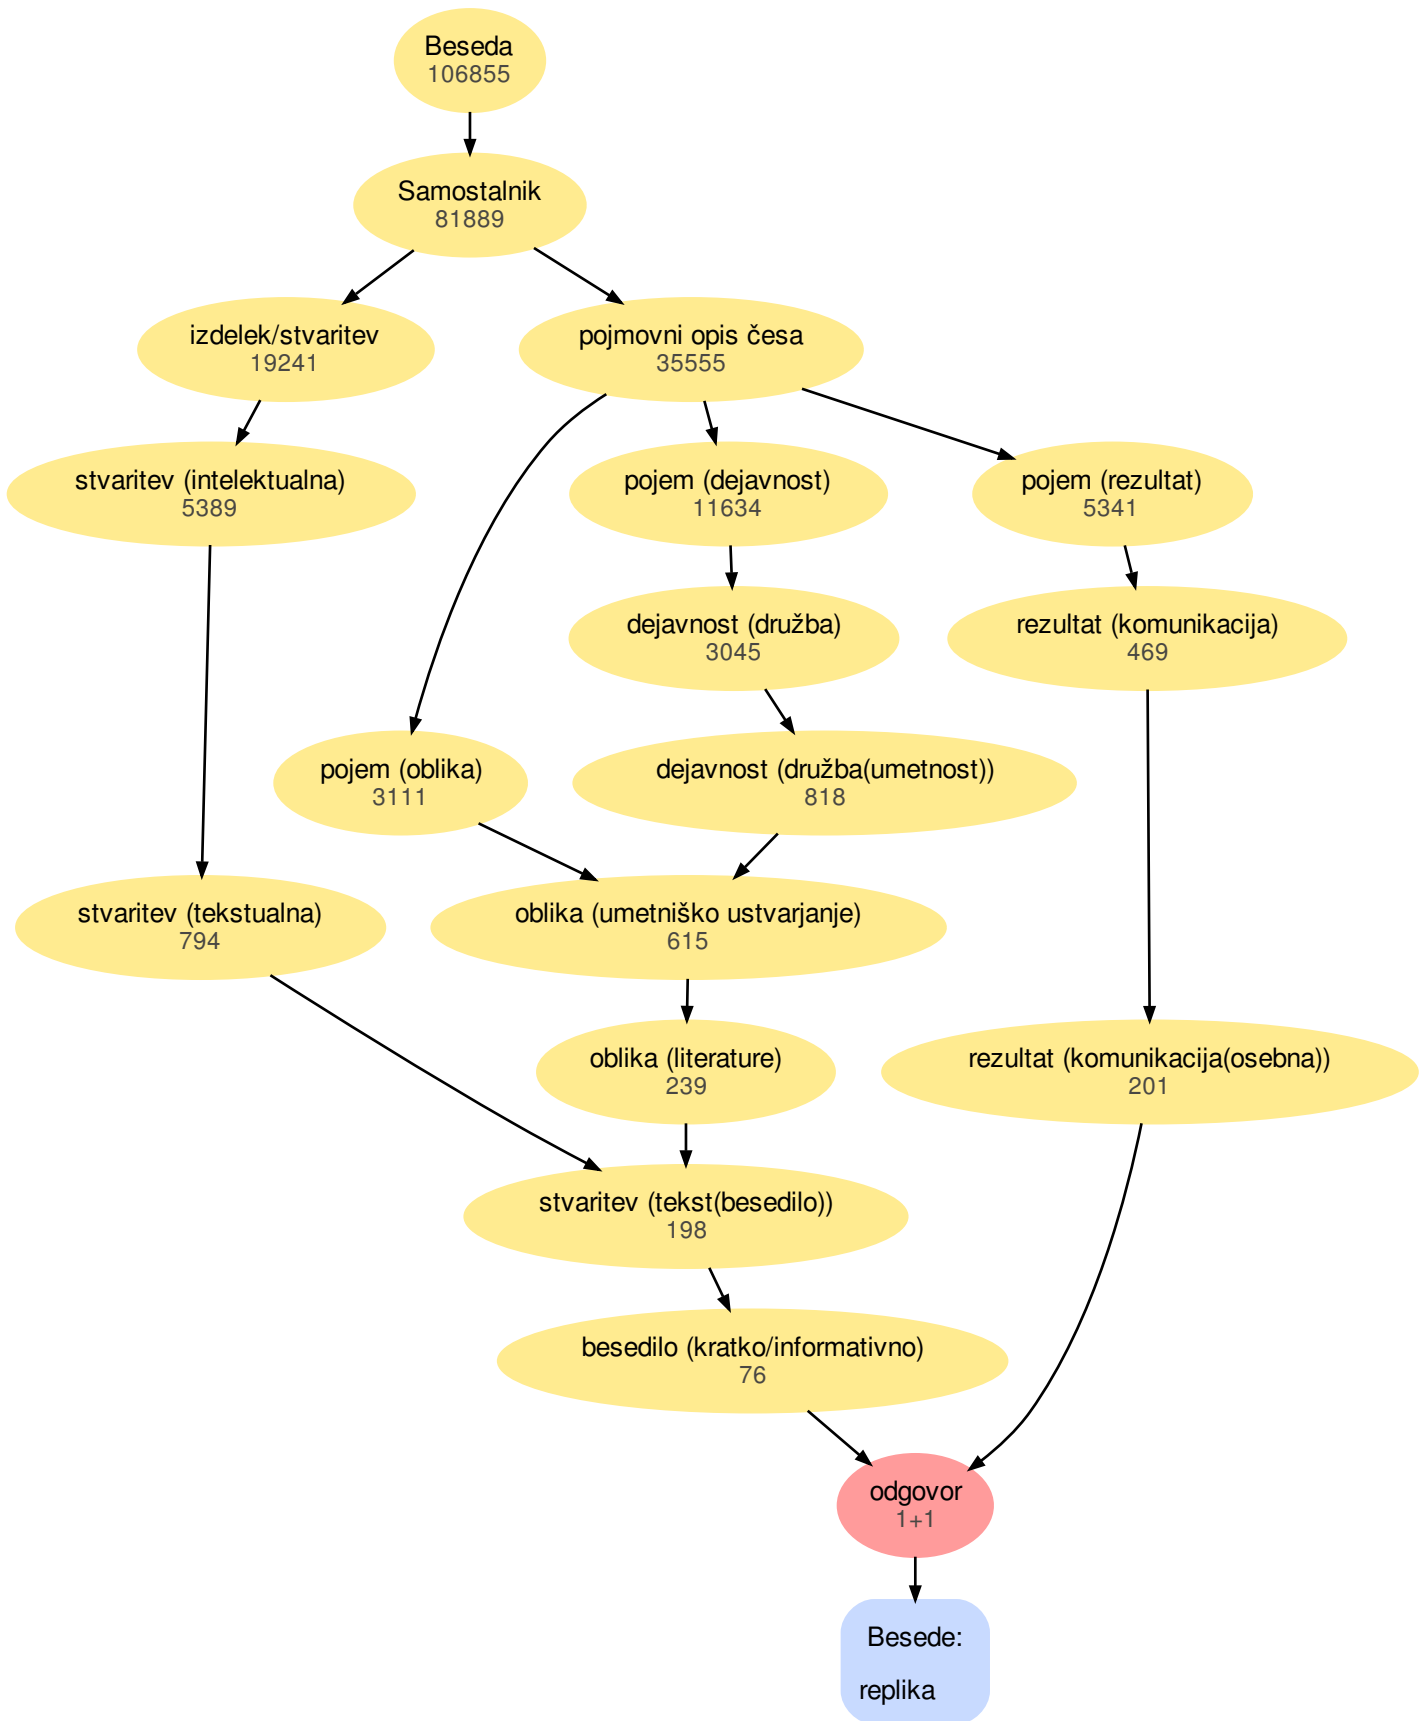 Beseda
106855
Samostalnik
81889
izdelek/stvaritev
19241
pojmovni opis česa
35555
stvaritev (intelektualna)
5389
pojem (dejavnost)
11634
pojem (rezultat)
5341
dejavnost (družba)
3045
rezultat (komunikacija)
469
pojem (oblika)
3111
dejavnost (družba(umetnost))
818
stvaritev (tekstualna)
794
oblika (umetniško ustvarjanje)
615
oblika (literature)
239
rezultat (komunikacija(osebna))
201
stvaritev (tekst(besedilo))
198
besedilo (kratko/informativno)
76
odgovor
1+1
Besede:
replika